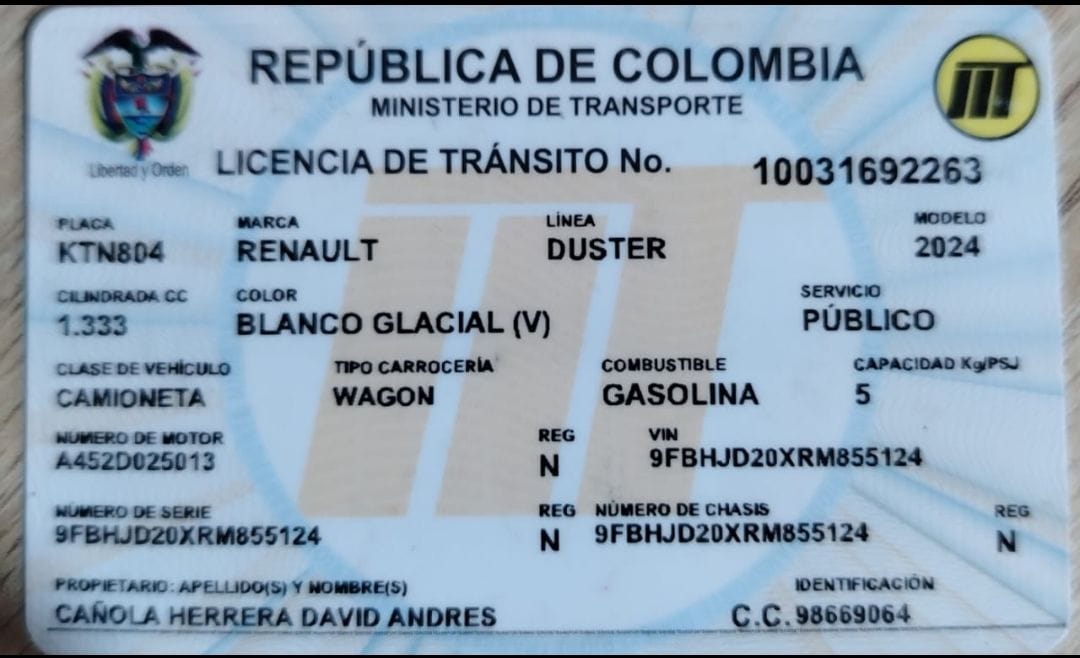 REPÚBLICA DE COLOMBIA
MINISTERIO DE TRANSPORTE
Libertad y Orden
LICENCIA DE TRÁNSITO No. 10031692263
PLACA MARCA LÍNEA MODELO
KTN804 RENAULT DUSTER 2024
CILINDRADA CC COLOR SERVICIO
1.333 BLANCO GLACIAL (V) PÚBLICO
CLASE DE VEHÍCULO TIPO CARROCERÍA COMBUSTIBLE CAPACIDAD Kg/PSJ
CAMIONETA WAGON GASOLINA 5
NÚMERO DE MOTOR REG VIN
A452D025013 N 9FBHJD20XRM855124
NÚMERO DE SERIE REG NÚMERO DE CHASIS REG
9FBHJD20XRM855124 N 9FBHJD20XRM855124 N
PROPIETARIO: APELLIDO(S) Y NOMBRE(S) IDENTIFICACIÓN
CAÑOLA HERRERA DAVID ANDRES C.C. 98669064